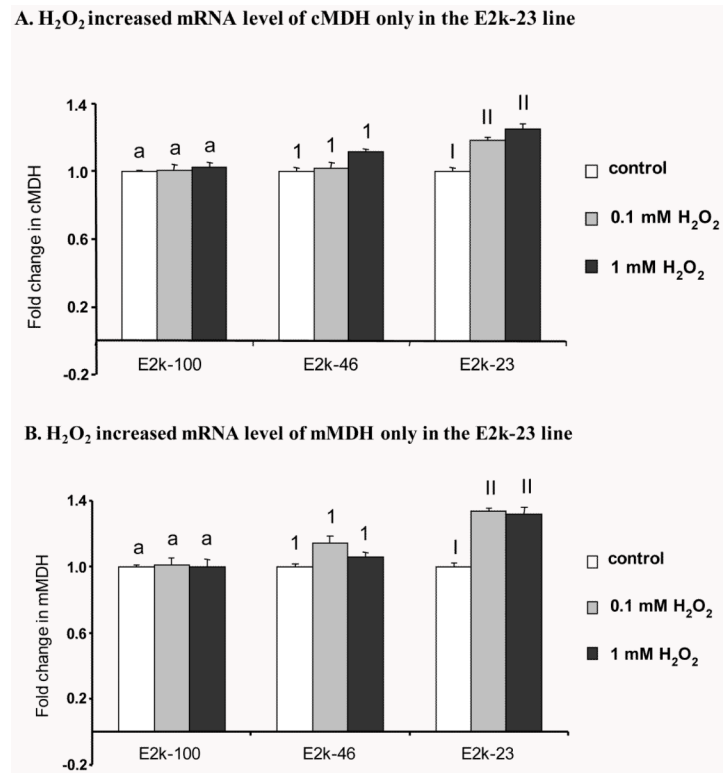 A. H₂O₂ increased mRNA level of cMDH only in the E2k-23 line
Fold change in cMDH
1.4
1.0
0.6
0.2
-0.2
a a a
1 1 1
I II II
E2k-100 E2k-46 E2k-23
control
0.1 mM H₂O₂
1 mM H₂O₂
B. H₂O₂ increased mRNA level of mMDH only in the E2k-23 line
Fold change in mMDH
1.4
1.0
0.6
0.2
-0.2
a a a
1 1 1
I II II
E2k-100 E2k-46 E2k-23
control
0.1 mM H₂O₂
1 mM H₂O₂